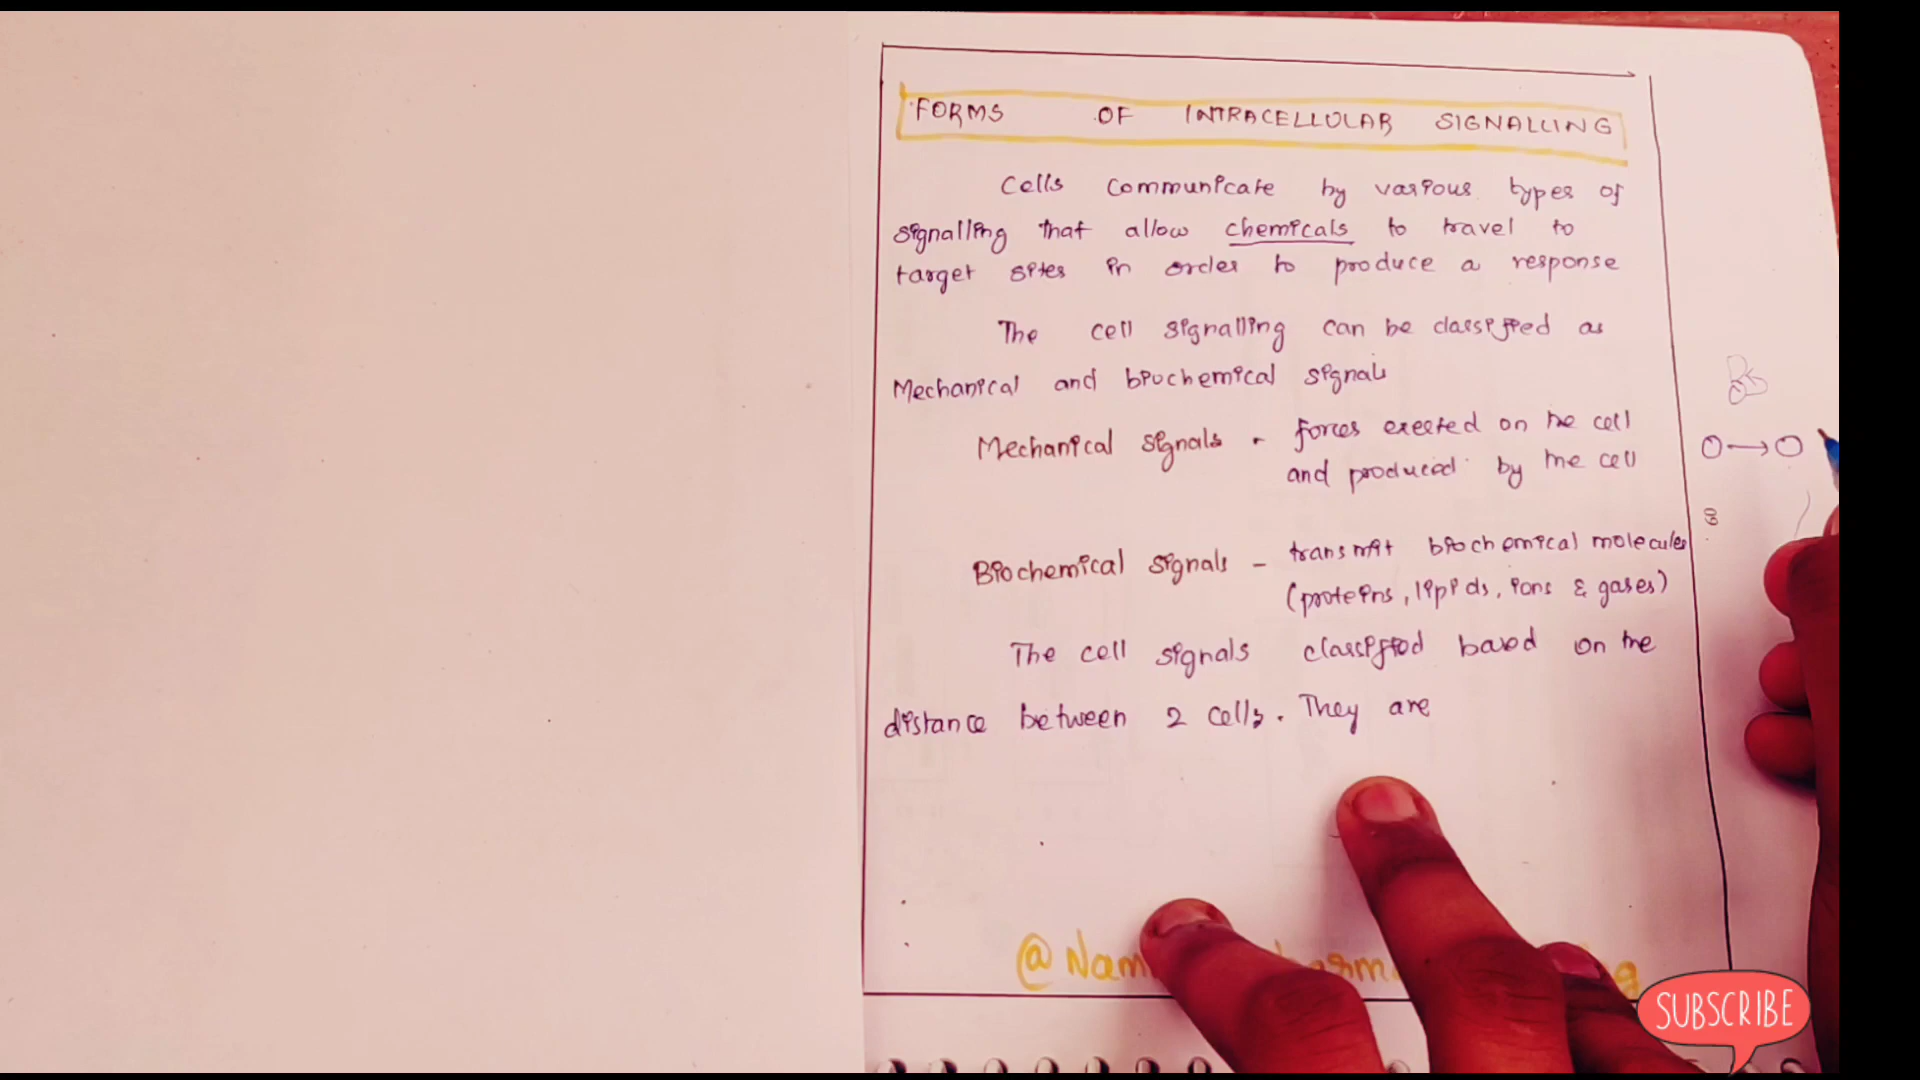 FORMS OF INTRACELLULAR SIGNALLING
Cells communicate by various types of
signalling that allow chemicals to travel to
target sites in order to produce a response
The cell signalling can be classified as
Mechanical and biochemical signals
Mechanical signals - forces exerted on the cell
and produced by the cell
Biochemical signals - transmit biochemical molecules
(proteins, lipids, ions & gases)
The cell signals classified based on the
distance between 2 cells. They are
SUBSCRIBE